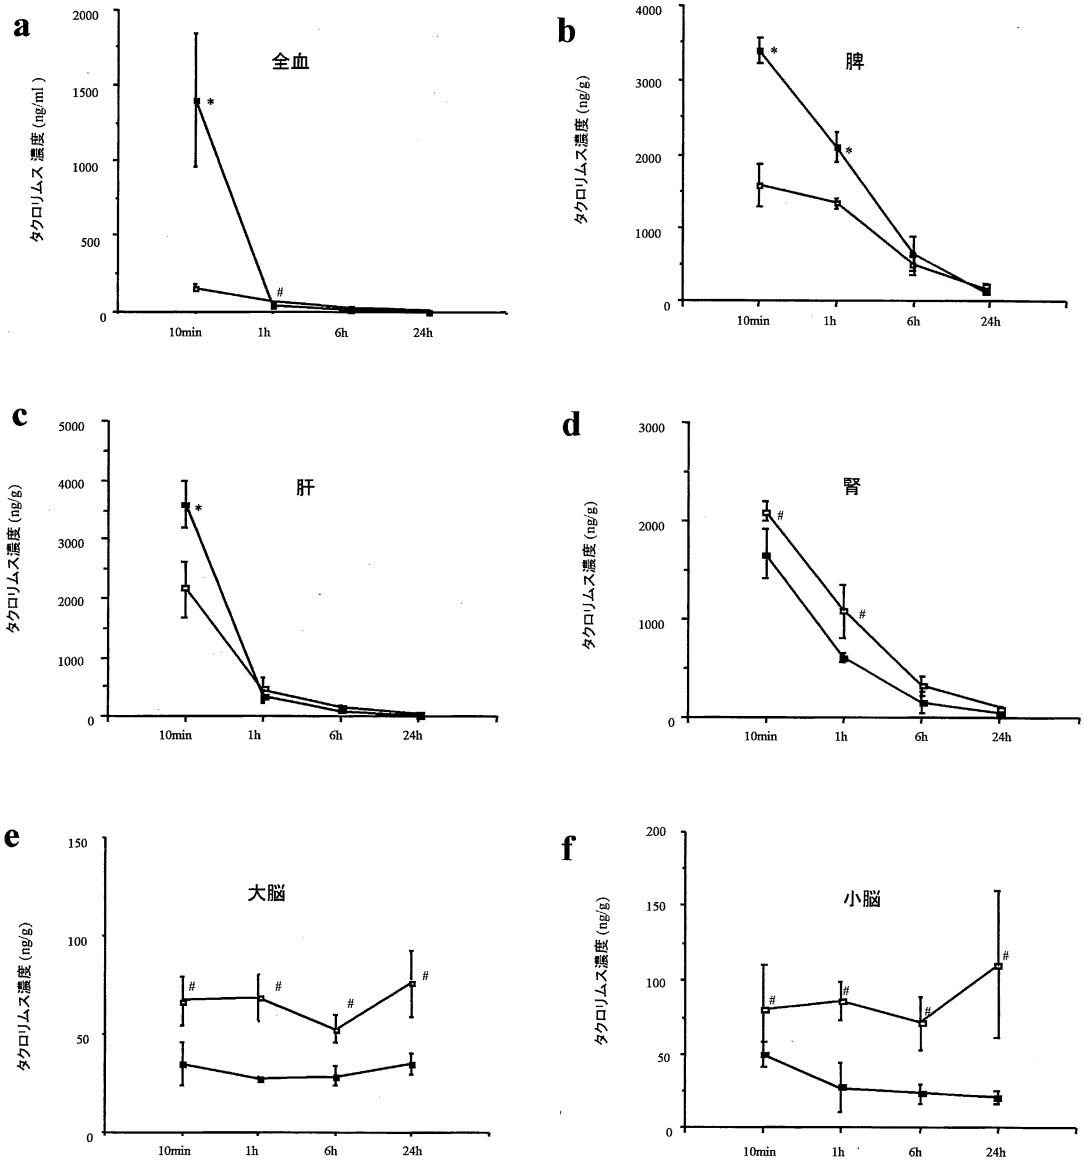 a
全血
タクロリムス 濃度 (ng/ml )
2000
1500
1000
500
0
*
#
10min 1h 6h 24h
b
脾
タクロリムス濃度 (ng/g)
4000
3000
2000
1000
0
*
*
10min 1h 6h 24h
c
肝
タクロリムス濃度 (ng/g)
5000
4000
3000
2000
1000
0
*
10min 1h 6h 24h
d
腎
タクロリムス濃度 (ng/g)
3000
2000
1000
0
#
#
10min 1h 6h 24h
e
大脳
タクロリムス濃度 (ng/g)
150
100
50
0
# # # #
10min 1h 6h 24h
f
小脳
タクロリムス濃度 (ng/g)
200
150
100
50
0
# # # #
10min 1h 6h 24h